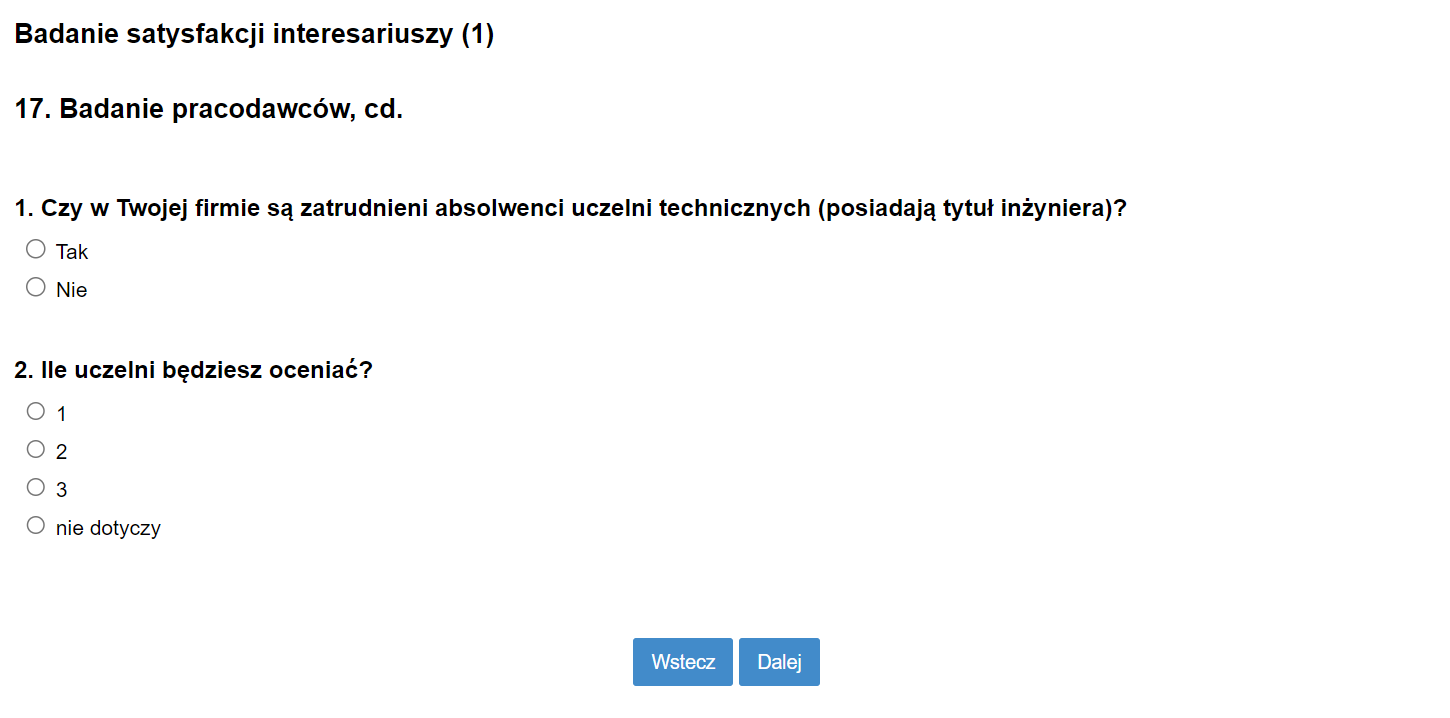 Badanie satysfakcji interesariuszy (1)
17. Badanie pracodawców, cd.
1. Czy w Twojej firmie są zatrudnieni absolwenci uczelni technicznych (posiadają tytuł inżyniera)?
Tak
Nie
2. Ile uczelni będziesz oceniać?
1
2
3
nie dotyczy
Wstecz Dalej